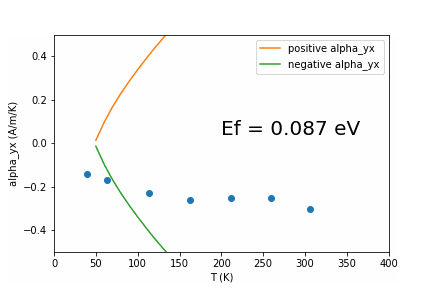 positive alpha_yx
negative alpha_yx
Ef = 0.087 eV
alpha_yx (A/m/K)
0.4
0.2
0.0
−0.2
−0.4
0 50 100 150 200 250 300 350 400
T (K)